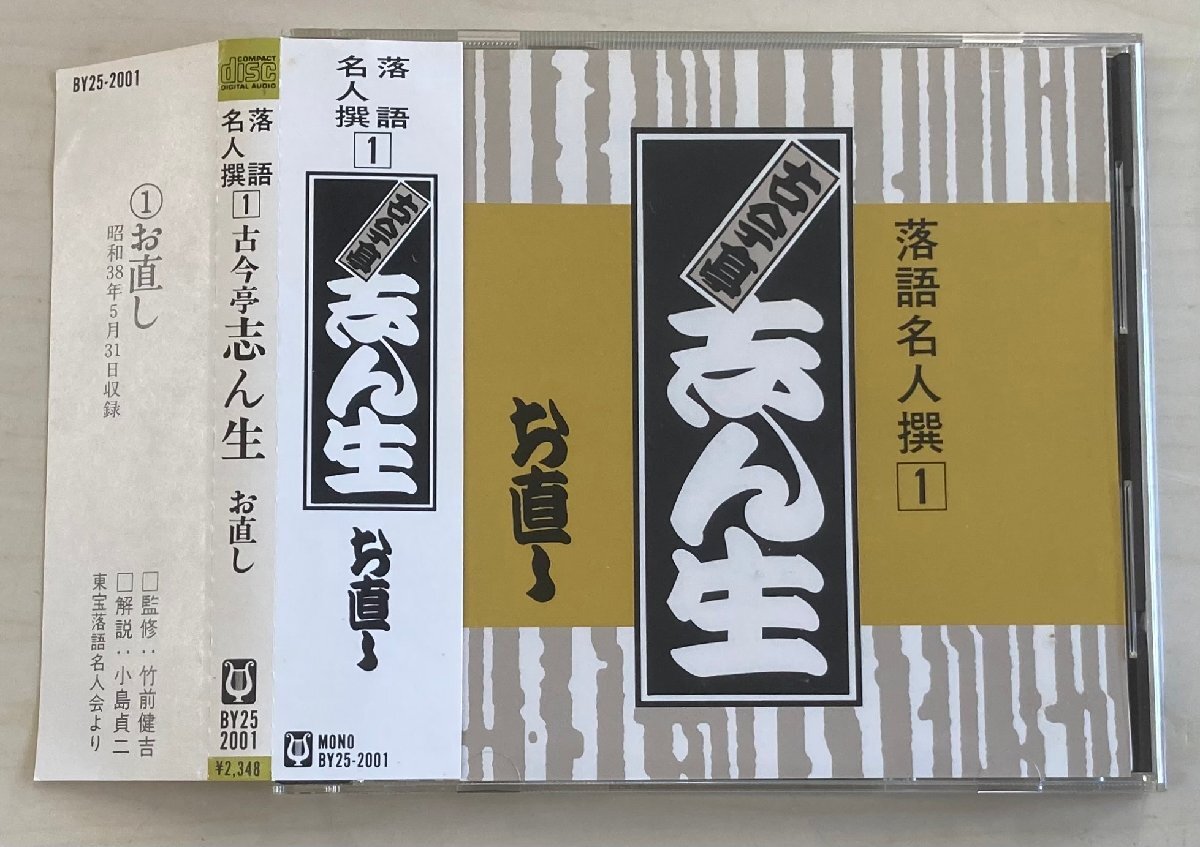 BY25-2001
①お直し
昭和38年5月31日収録
□監修：竹前健吉
□解説：小島貞二
東宝落語名人会より
COMPACT
disc
DIGITAL AUDIO
落語
名人撰
1
古今亭志ん生
お直し
BY25
2001
¥2,348
落語
名人撰
1
古今亭
志ん生
お直し
MONO
BY25-2001
落語名人撰1
古今亭
志ん生
お直し